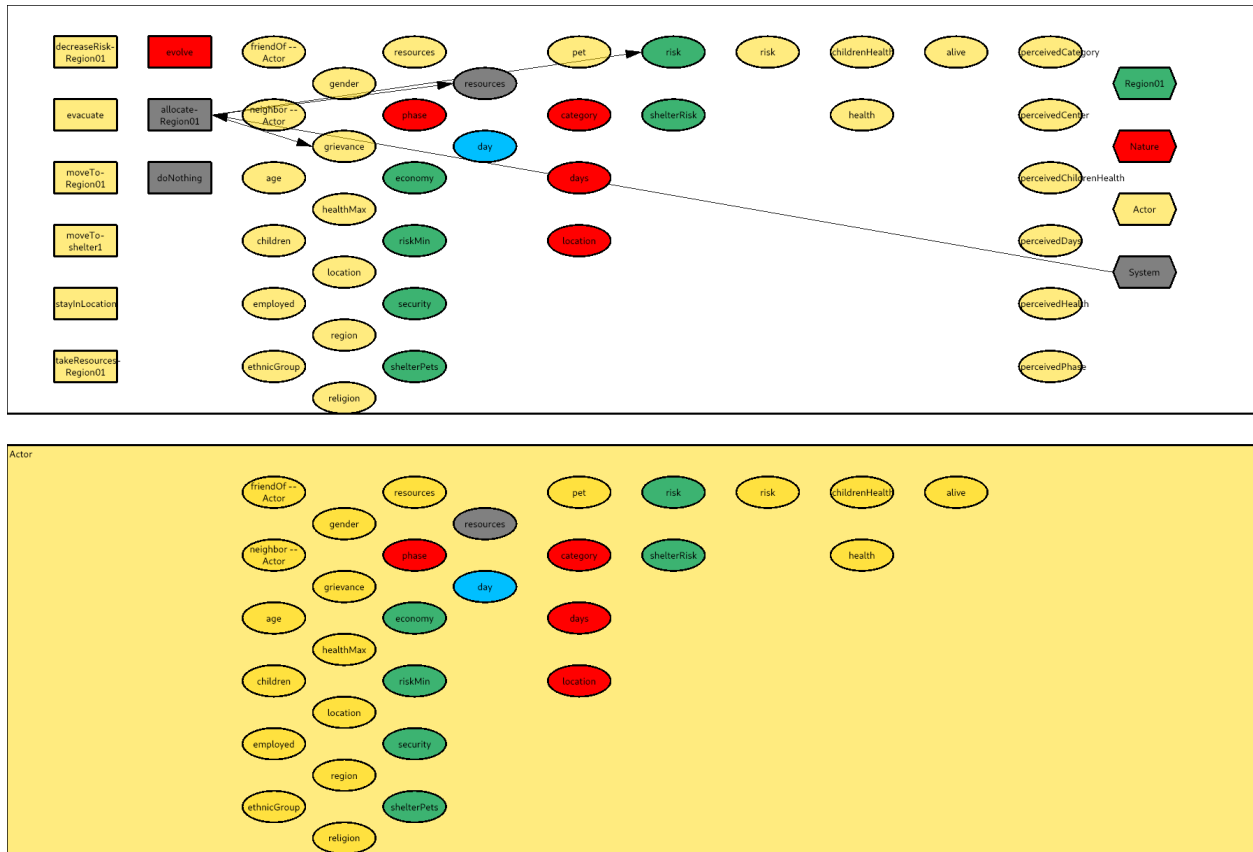 decreaseRisk-
Region01
evolve
friendOf --
Actor
resources
pet
risk
risk
childrenHealth
alive
perceivedCategory
gender
resources
Region01
evacuate
allocate-
Region01
neighbor --
Actor
phase
category
shelterRisk
health
perceivedCenter
grievance
day
Nature
moveTo-
Region01
doNothing
age
economy
days
perceivedChildrenHealth
healthMax
Actor
moveTo-
shelter1
children
riskMin
location
perceivedDays
location
System
stayInLocation
employed
security
perceivedHealth
region
takeResources-
Region01
ethnicGroup
shelterPets
perceivedPhase
religion
Actor
friendOf --
Actor
resources
pet
risk
risk
childrenHealth
alive
gender
resources
neighbor --
Actor
phase
category
shelterRisk
health
grievance
day
age
economy
days
healthMax
children
riskMin
location
location
employed
security
region
ethnicGroup
shelterPets
religion